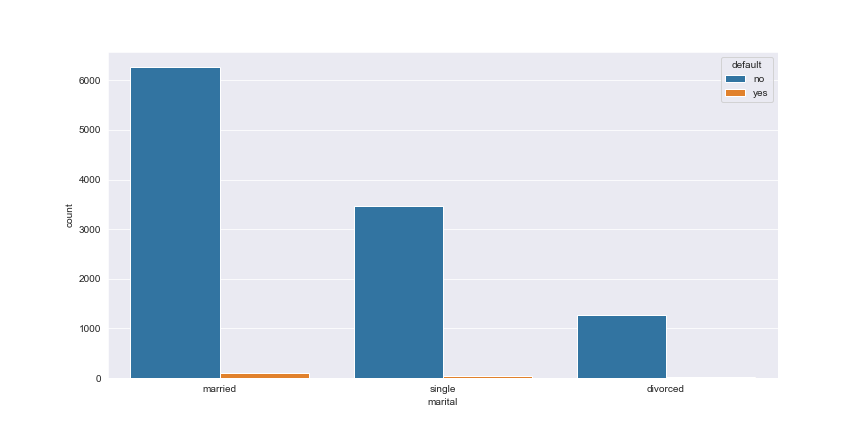 default
no
yes
6000
5000
4000
3000
2000
1000
0
count
married single divorced
marital